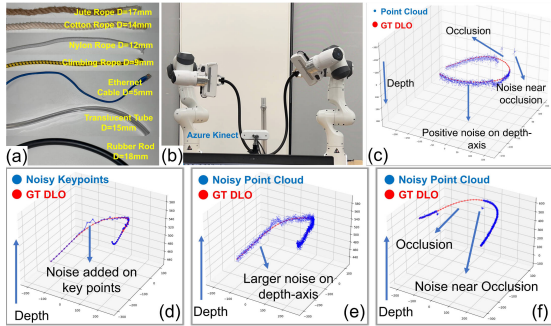 Jute Rope D=17mm
Cotton Rope D=14mm
Nylon Rope D=12mm
Climbing Rope D=9mm
Ethernet
Cable D=5mm
Translucent Tube
D=15mm
Rubber Rod
D=16mm
(a)
Azure Kinect
(b)
Point Cloud
GT DLO
Occlusion
Depth
Noise near
occlusion
Positive noise on depth-
axis
(c)
Noisy Keypoints
GT DLO
Noise added on
key points
Depth
(d)
Noisy Point Cloud
GT DLO
Larger noise on
depth-axis
Depth
(e)
Noisy Point Cloud
GT DLO
Occlusion
Noise near Occlusion
Depth
(f)